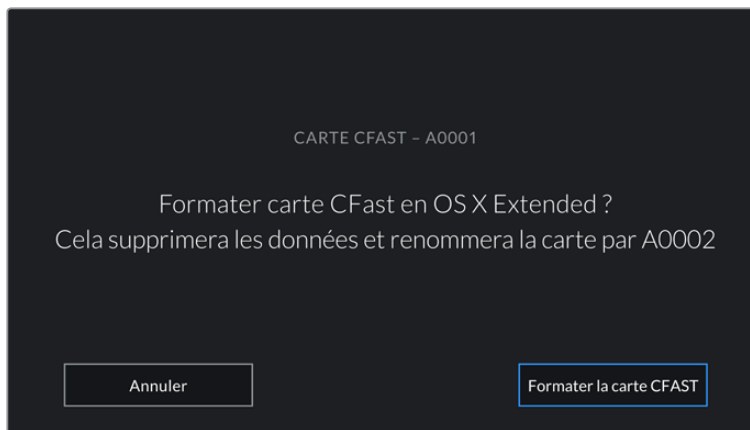 CARTE CFAST – A0001
Formater carte CFast en OS X Extended ?
Cela supprimera les données et renommera la carte par A0002
Annuler
Formater la carte CFAST